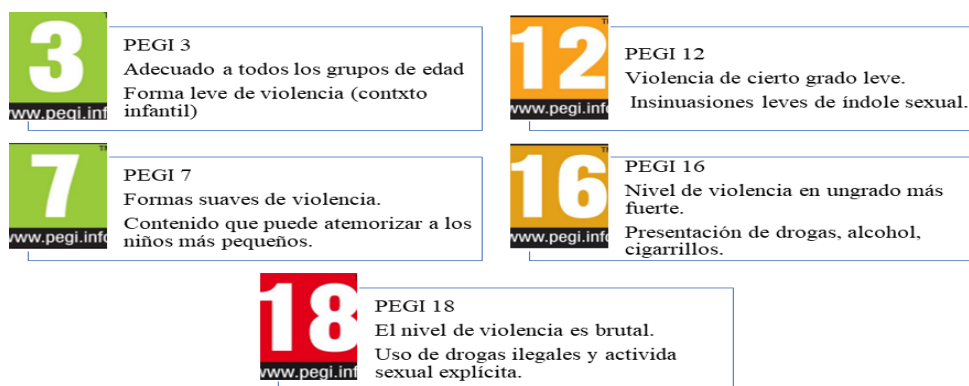 3
www.pegi.inf
PEGI 3
Adecuado a todos los grupos de edad
Forma leve de violencia (contxto
infantil)
12
www.pegi.info
PEGI 12
Violencia de cierto grado leve.
Insinuasiones leves de índole sexual.
7
www.pegi.info
PEGI 7
Formas suaves de violencia.
Contenido que puede atemorizar a los
niños más pequeños.
16
www.pegi.info
PEGI 16
Nivel de violencia en ungrado más
fuerte.
Presentación de drogas, alcohol,
cigarrillos.
18
www.pegi.inf
PEGI 18
El nivel de violencia es brutal.
Uso de drogas ilegales y activida
sexual explícita.